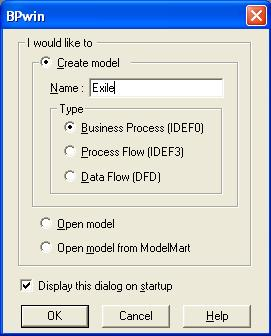 BPwin
I would like to
Create model
Name :
Exile
Type
Business Process (IDEF0)
Process Flow (IDEF3)
Data Flow (DFD)
Open model
Open model from ModelMart
Display this dialog on startup
OK
Cancel
Help